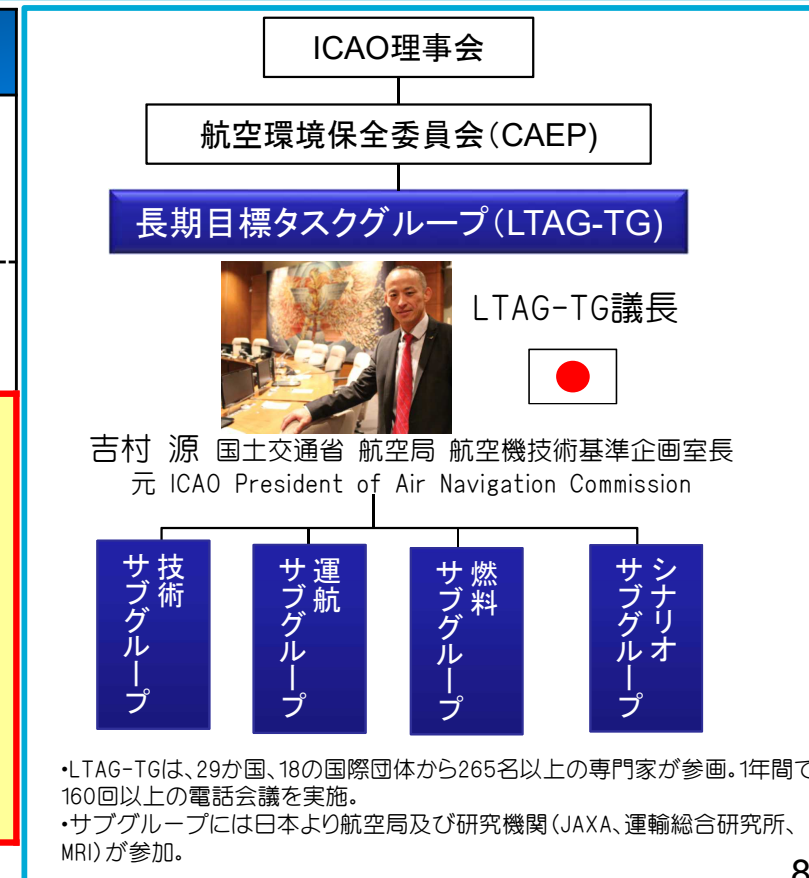 ICAO理事会
航空環境保全委員会(CAEP)
長期目標タスクグループ(LTAG-TG)
LTAG-TG議長
吉村 源 国土交通省 航空局 航空機技術基準企画室長
元 ICAO President of Air Navigation Commission
技術
サブグループ
運航
サブグループ
燃料
サブグループ
シナリオ
サブグループ
•LTAG-TGは、29か国、18の国際団体から265名以上の専門家が参画。1年間で
160回以上の電話会議を実施。
•サブグループには日本より航空局及び研究機関(JAXA、運輸総合研究所、
MRI)が参加。
8